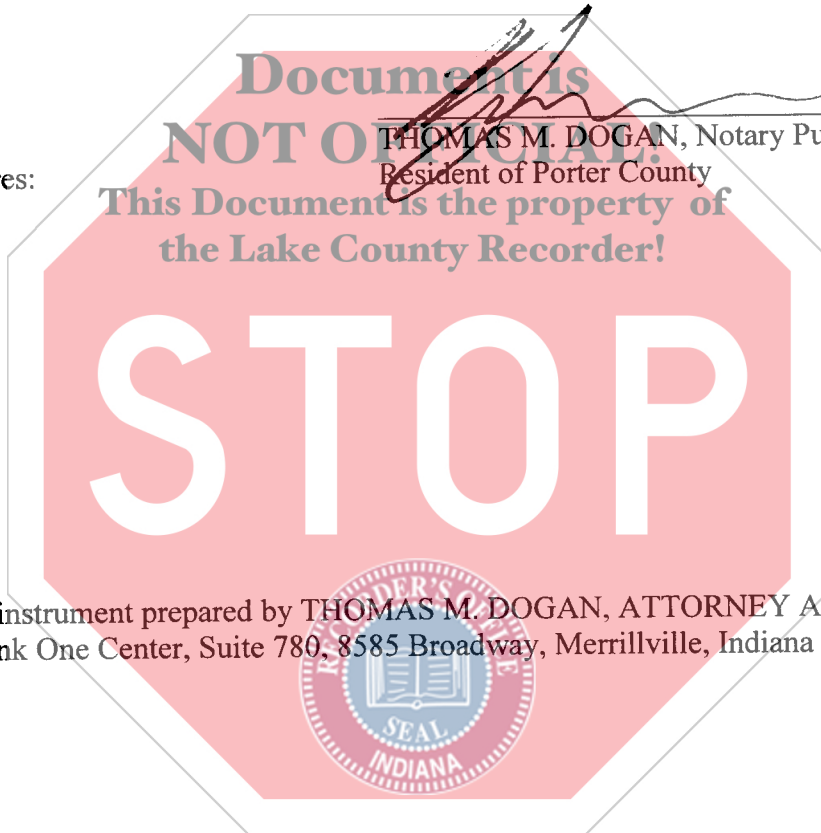 Document is
NOT OFFICIAL!
THOMAS M. DOGAN, Notary Pu
Resident of Porter County
res:
This Document is the property of
the Lake County Recorder!
STOP
instrument prepared by THOMAS M. DOGAN, ATTORNEY A
nk One Center, Suite 780, 8585 Broadway, Merrillville, Indiana
RECORDER'S OFFICE
SEAL
INDIANA